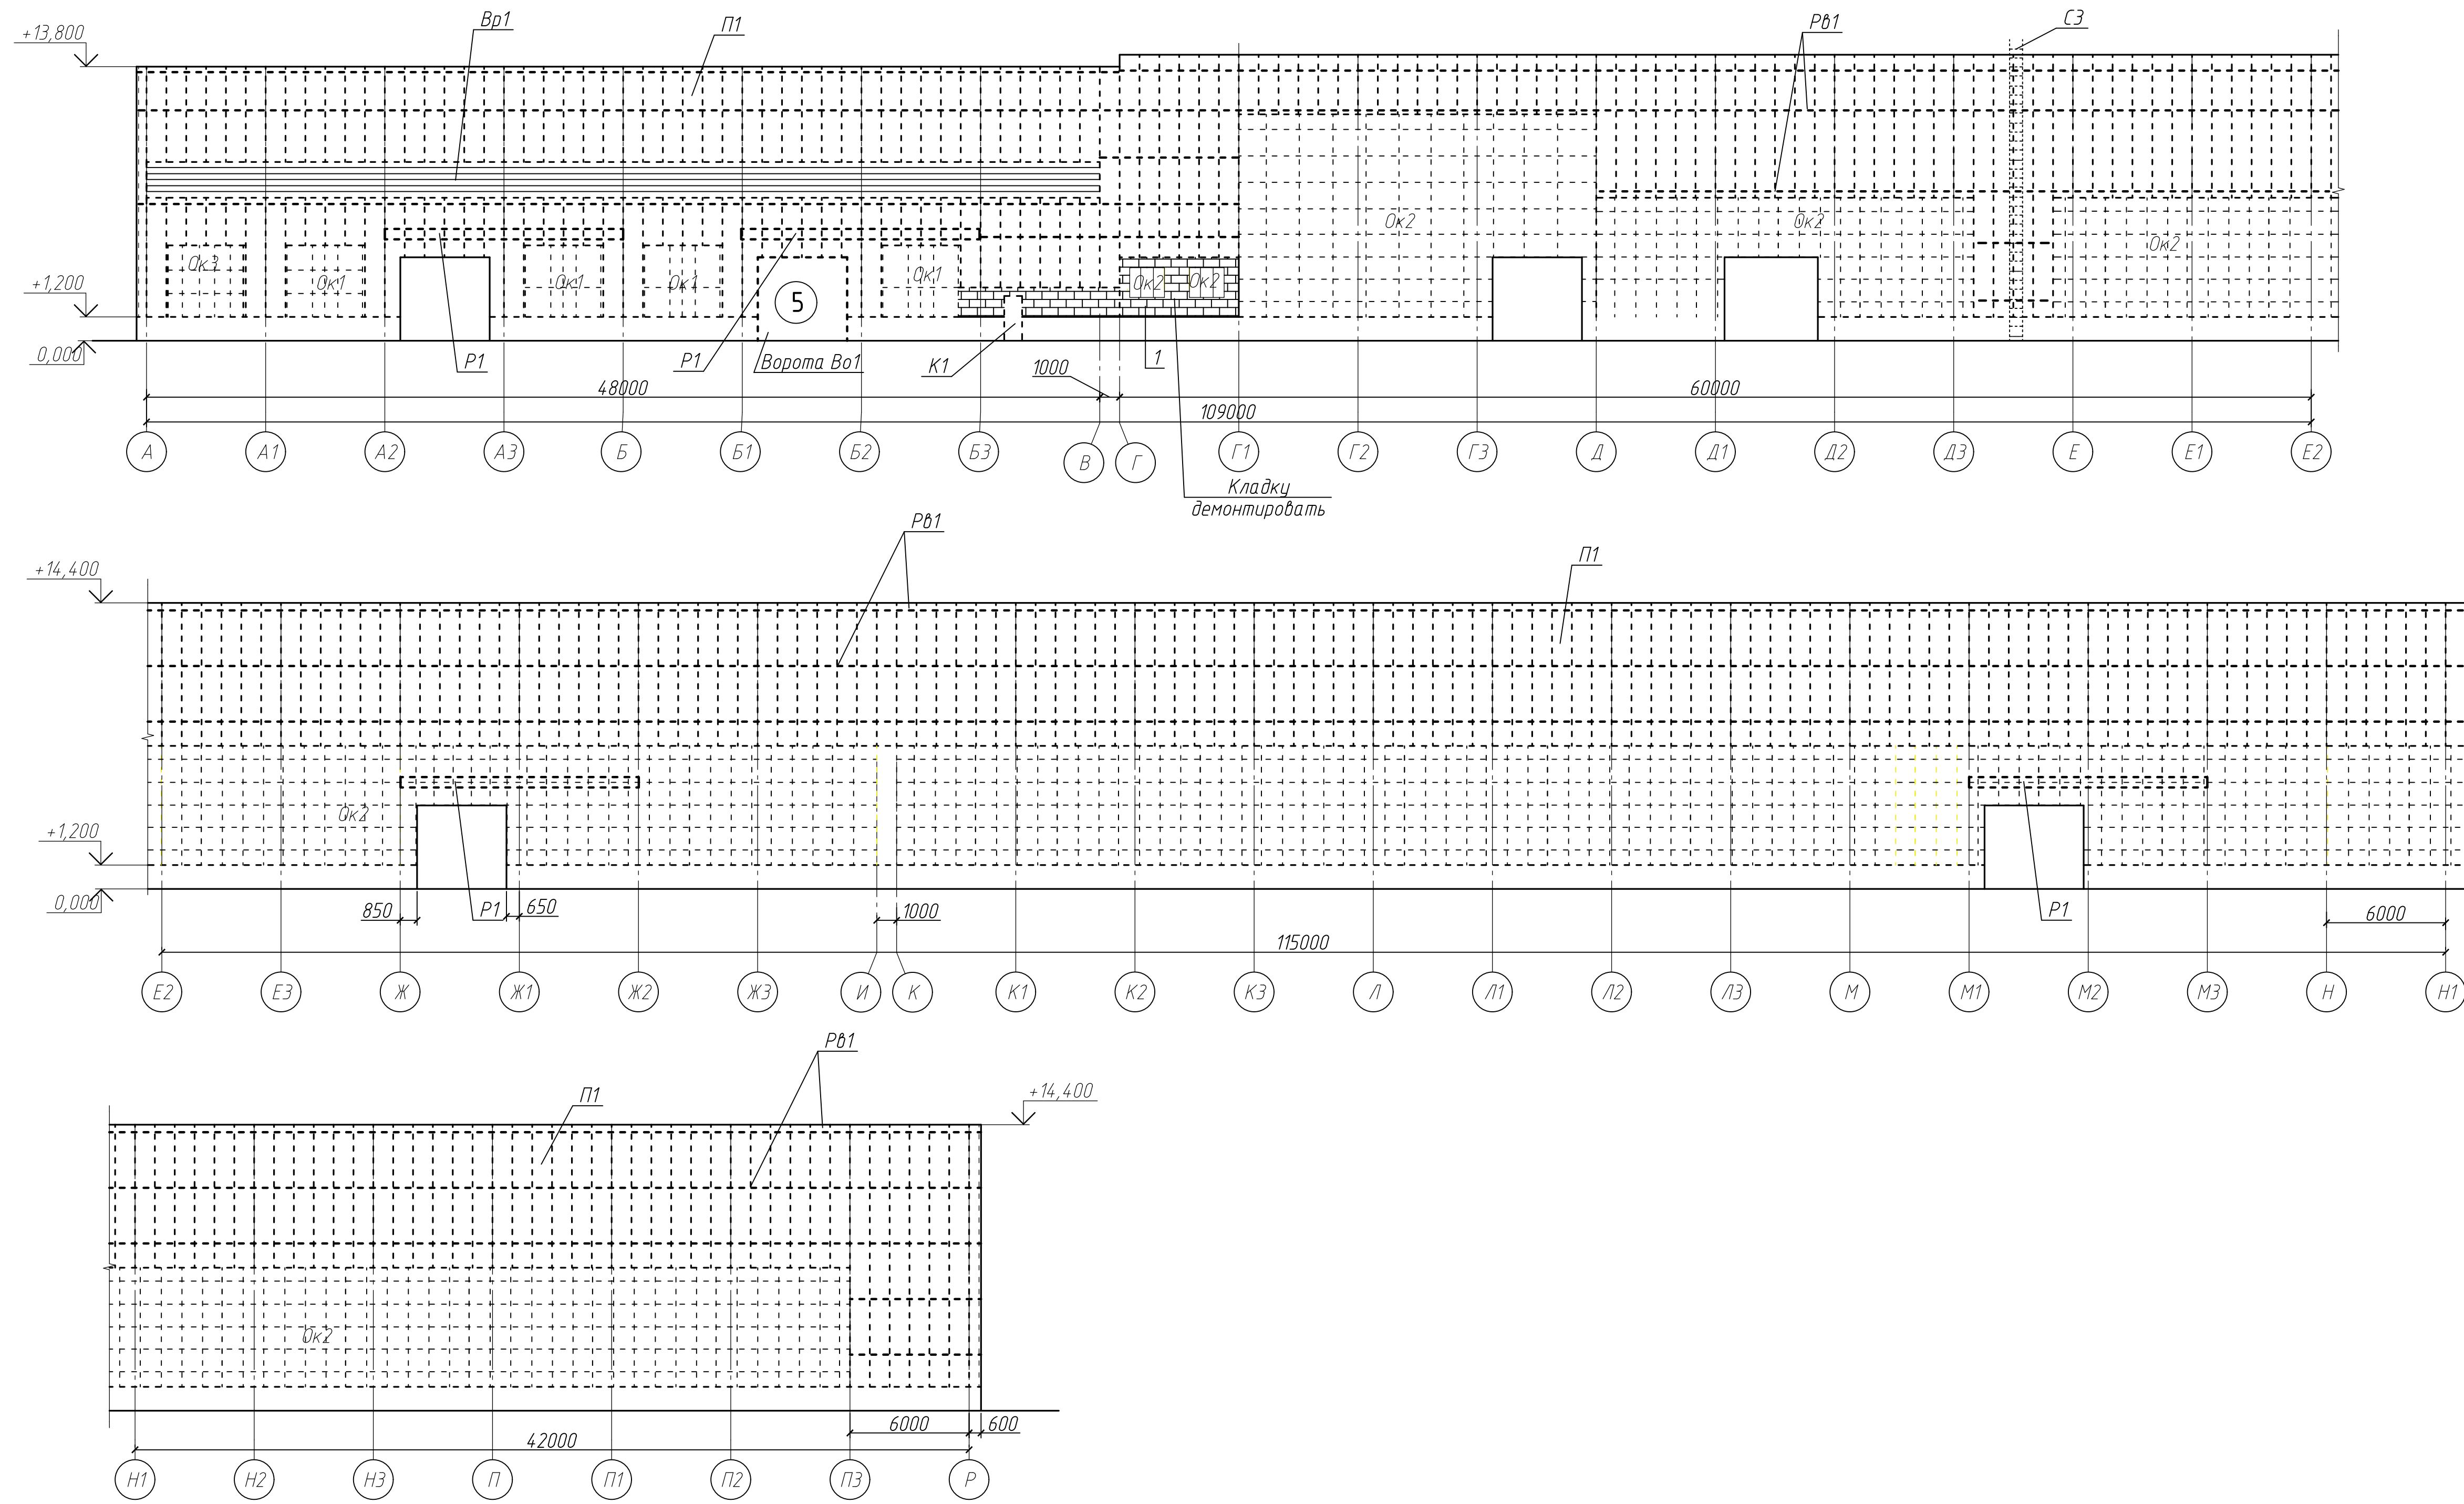 +13,800
Вр1
П1
Рв1
С3
Ок2
Ок2
Ок2
Ок3
Ок1
Ок1
Ок1
Ок1
Ок2
Ок2
+1,200
5
0,000
Р1
Р1
Ворота Во1
К1
1000
1
48000
60000
109000
А
А1
А2
А3
Б
Б1
Б2
Б3
В
Г
Г1
Г2
Г3
Д
Д1
Д2
Д3
Е
Е1
Е2
Кладку
демонтировать
Рв1
П1
+14,400
Ок2
+1,200
0,000
850
Р1
650
1000
Р1
6000
115000
Е2
Е3
Ж
Ж1
Ж2
Ж3
И
К
К1
К2
К3
Л
Л1
Л2
Л3
М
М1
М2
М3
Н
Н1
Рв1
П1
+14,400
Ок2
6000
600
42000
Н1
Н2
Н3
П
П1
П2
П3
Р